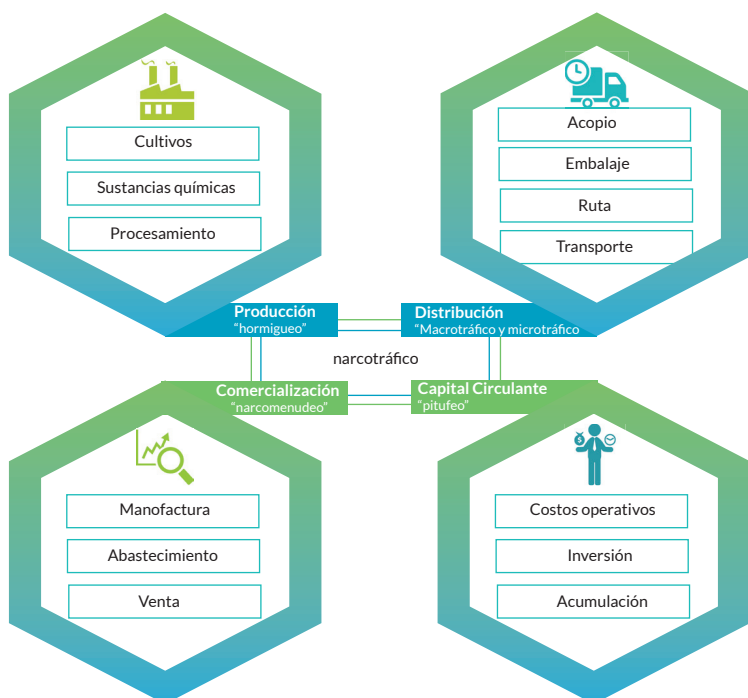 Cultivos
Sustancias químicas
Procesamiento
Acopio
Embalaje
Ruta
Transporte
Producción
“hormigueo”
Distribución
“Macrotráfico y microtráfico
narcotráfico
Comercialización
“narcomenudeo”
Capital Circulante
“pitufeo”
Manofactura
Abastecimiento
Venta
Costos operativos
Inversión
Acumulación